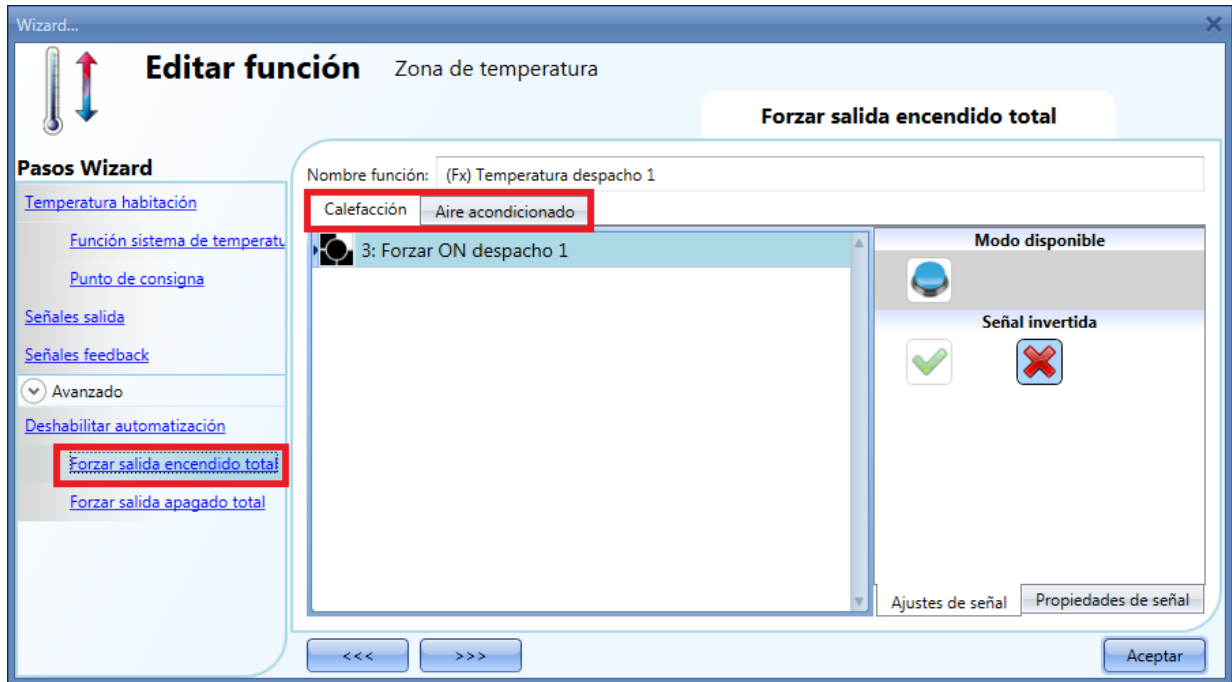 Wizard...
Editar función Zona de temperatura
Forzar salida encendido total
Pasos Wizard
Temperatura habitación
Función sistema de temperatu
Punto de consigna
Señales salida
Señales feedback
Avanzado
Deshabilitar automatización
Forzar salida encendido total
Forzar salida apagado total
Nombre función: (Fx) Temperatura despacho 1
Calefacción Aire acondicionado
3: Forzar ON despacho 1
Modo disponible
Señal invertida
Ajustes de señal Propiedades de señal
<<< >>> Aceptar